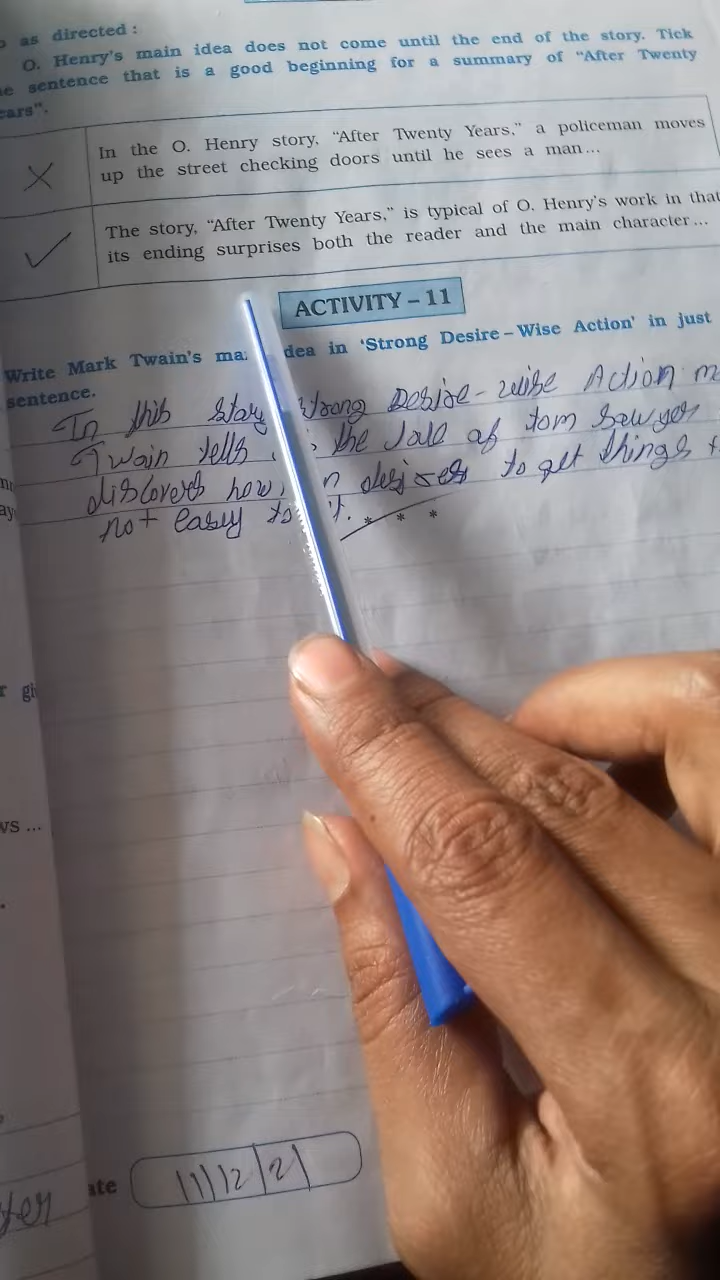 as directed :
O. Henry's main idea does not come until the end of the story. Tick
sentence that is a good beginning for a summary of "After Twenty
ears".
In the O. Henry story, "After Twenty Years," a policeman moves
up the street checking doors until he sees a man...
The story, "After Twenty Years," is typical of O. Henry's work in that
its ending surprises both the reader and the main character...
ACTIVITY – 11
Write Mark Twain's ma dea in 'Strong Desire – Wise Action' in just
sentence.
In this story strong Desire - wise Action
Twain tells the tale of tom sawyer
discovers how desires to get things
not easy to it.
* * *
gi
ws ...
ate 11/12/21